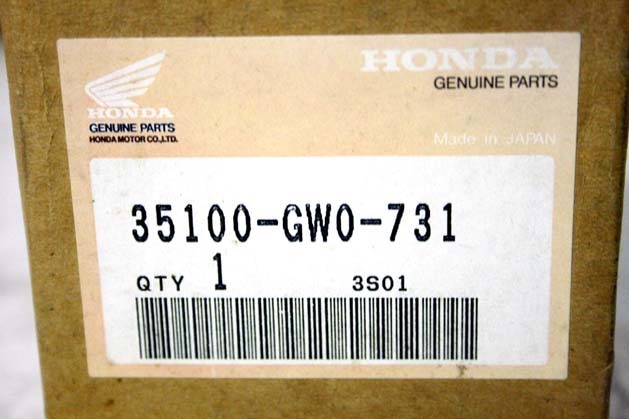 HONDA
GENUINE PARTS
HONDA MOTOR CO.,LTD.
HONDA
GENUINE PARTS
Made in JAPAN
35100-GW0-731
QTY 1 3S01